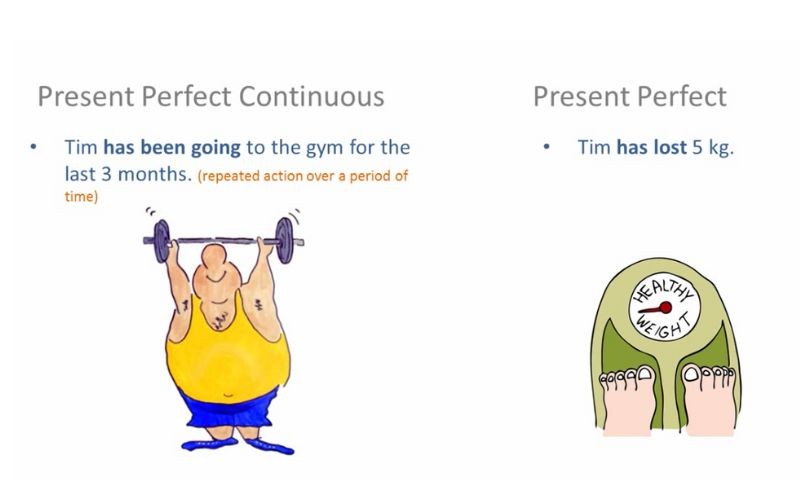 Present Perfect Continuous
• Tim has been going to the gym for the
last 3 months. (repeated action over a period of
time)
Present Perfect
• Tim has lost 5 kg.
HEALTHY
WEIGHT